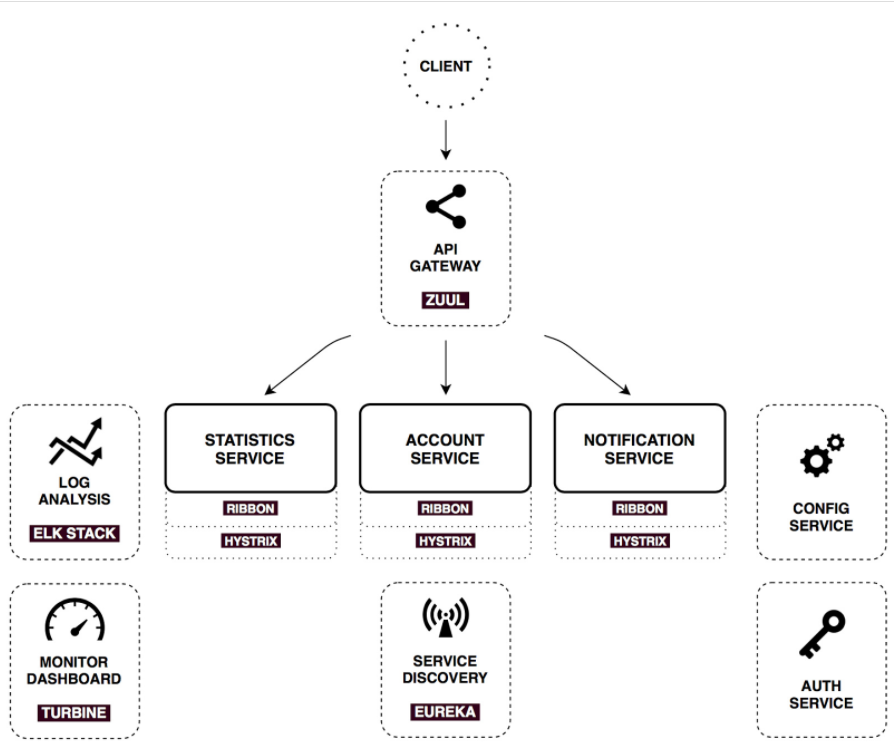 CLIENT
API
GATEWAY
ZUUL
LOG
ANALYSIS
ELK STACK
STATISTICS
SERVICE
RIBBON
HYSTRIX
ACCOUNT
SERVICE
RIBBON
HYSTRIX
NOTIFICATION
SERVICE
RIBBON
HYSTRIX
CONFIG
SERVICE
MONITOR
DASHBOARD
TURBINE
SERVICE
DISCOVERY
EUREKA
AUTH
SERVICE